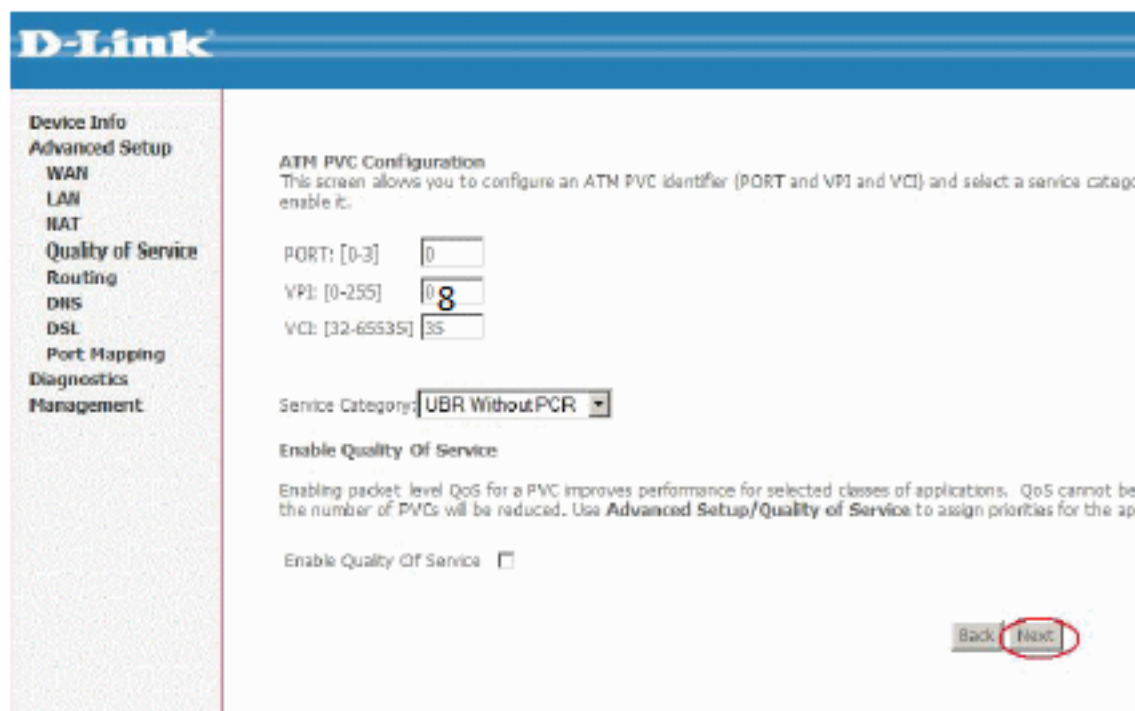 D-Link
Device Info
Advanced Setup
WAN
LAN
NAT
Quality of Service
Routing
DNS
DSL
Port Mapping
Diagnostics
Management
ATM PVC Configuration
This screen allows you to configure an ATM PVC identifier (PORT and VPI and VCI) and select a service catego
enable it.
PORT: [0-3] 0
VPI: [0-255] 0 8
VCI: [32-65535] 35
Service Category: UBR Without PCR
Enable Quality Of Service
Enabling packet level QoS for a PVC improves performance for selected classes of applications. QoS cannot be
the number of PVCs will be reduced. Use Advanced Setup/Quality of Service to assign priorities for the ap
Enable Quality Of Service
Back Next